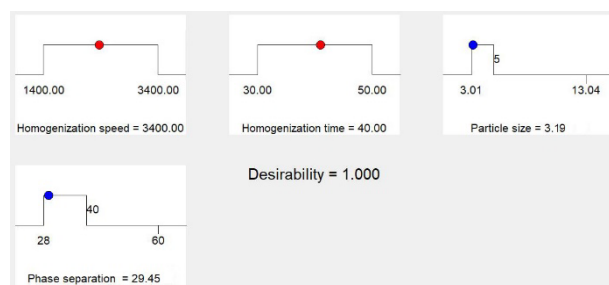 1400.00 3400.00
Homogenization speed = 3400.00
30.00 50.00
Homogenization time = 40.00
5
3.01 13.04
Particle size = 3.19
40
28 60
Phase separation = 29.45
Desirability = 1.000